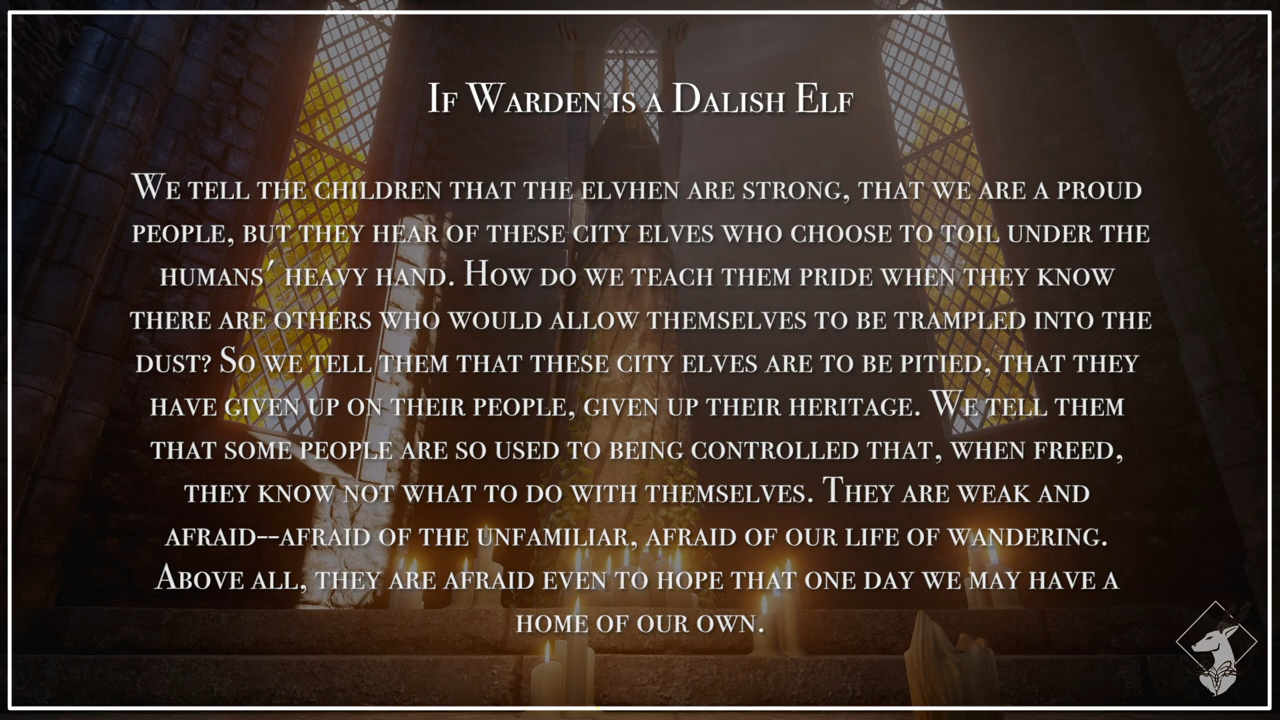 If Warden is a Dalish Elf
We tell the children that the elvhen are strong, that we are a proud
people, but they hear of these city elves who choose to toil under the
humans' heavy hand. How do we teach them pride when they know
there are others who would allow themselves to be trampled into the
dust? So we tell them that these city elves are to be pitied, that they
have given up on their people, given up their heritage. We tell them
that some people are so used to being controlled that, when freed,
they know not what to do with themselves. They are weak and
afraid--afraid of the unfamiliar, afraid of our life of wandering.
Above all, they are afraid even to hope that one day we may have a
home of our own.